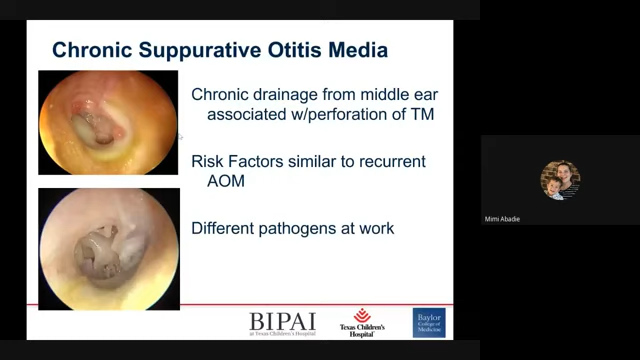 Chronic Suppurative Otitis Media
Chronic drainage from middle ear
associated w/perforation of TM
Risk Factors similar to recurrent
AOM
Different pathogens at work
Mimi Abadie
BIPAI
at Texas Children's Hospital
Texas Children's
Hospital
Baylor
College of
Medicine